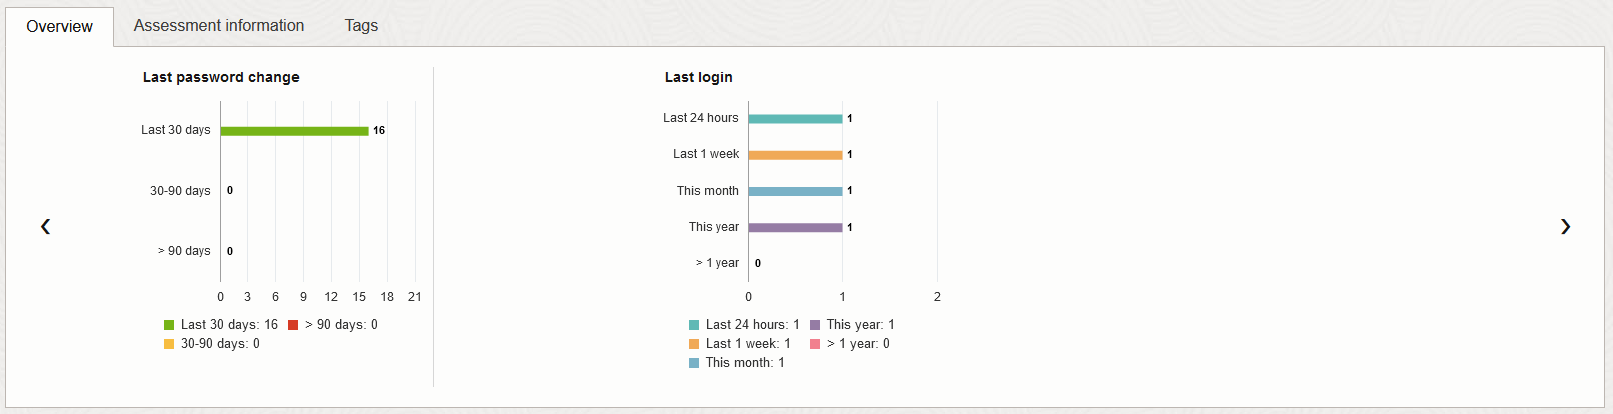 Overview Assessment information Tags
Last password change
Last 30 days 16
30-90 days 0
> 90 days 0
0 3 6 9 12 15 18 21
Last 30 days: 16 > 90 days: 0
30-90 days: 0
Last login
Last 24 hours 1
Last 1 week 1
This month 1
This year 1
> 1 year 0
0 1 2
Last 24 hours: 1 This year: 1
Last 1 week: 1 > 1 year: 0
This month: 1